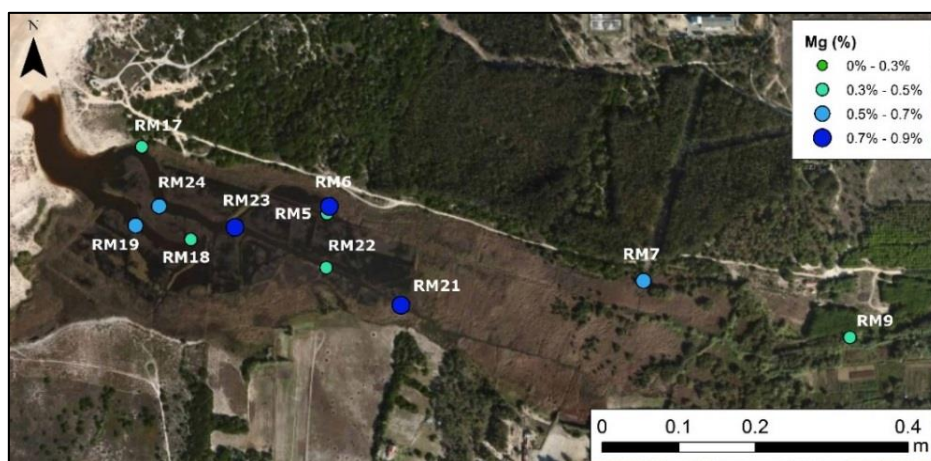 N
Mg (%)
0% - 0.3%
0.3% - 0.5%
0.5% - 0.7%
0.7% - 0.9%
RM17
RM24
RM23
RM6
RM5
RM19
RM18
RM22
RM7
RM21
RM9
0 0.1 0.2 0.4
m